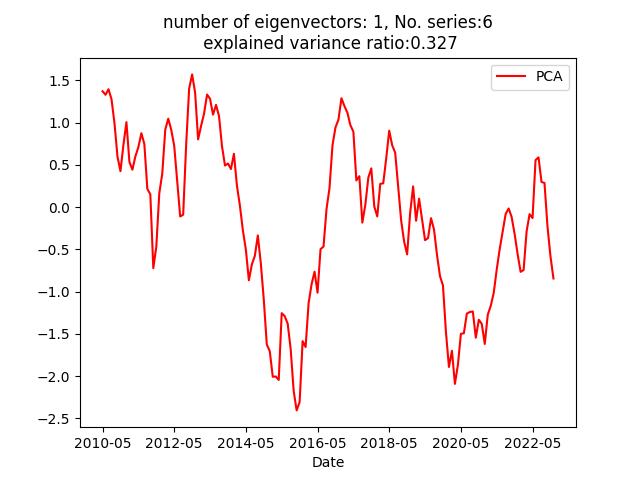 number of eigenvectors: 1, No. series:6
explained variance ratio:0.327
PCA
1.5
1.0
0.5
0.0
−0.5
−1.0
−1.5
−2.0
−2.5
2010-05 2012-05 2014-05 2016-05 2018-05 2020-05 2022-05
Date